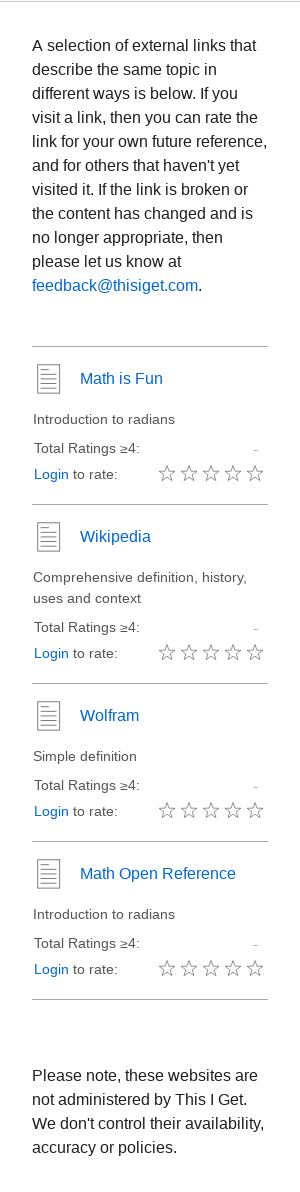 A selection of external links that
describe the same topic in
different ways is below. If you
visit a link, then you can rate the
link for your own future reference,
and for others that haven't yet
visited it. If the link is broken or
the content has changed and is
no longer appropriate, then
please let us know at
feedback@thisiget.com.
Math is Fun
Introduction to radians
Total Ratings ≥4: -
Login to rate:
Wikipedia
Comprehensive definition, history,
uses and context
Total Ratings ≥4: -
Login to rate:
Wolfram
Simple definition
Total Ratings ≥4: -
Login to rate:
Math Open Reference
Introduction to radians
Total Ratings ≥4: -
Login to rate:
Please note, these websites are
not administered by This I Get.
We don't control their availability,
accuracy or policies.